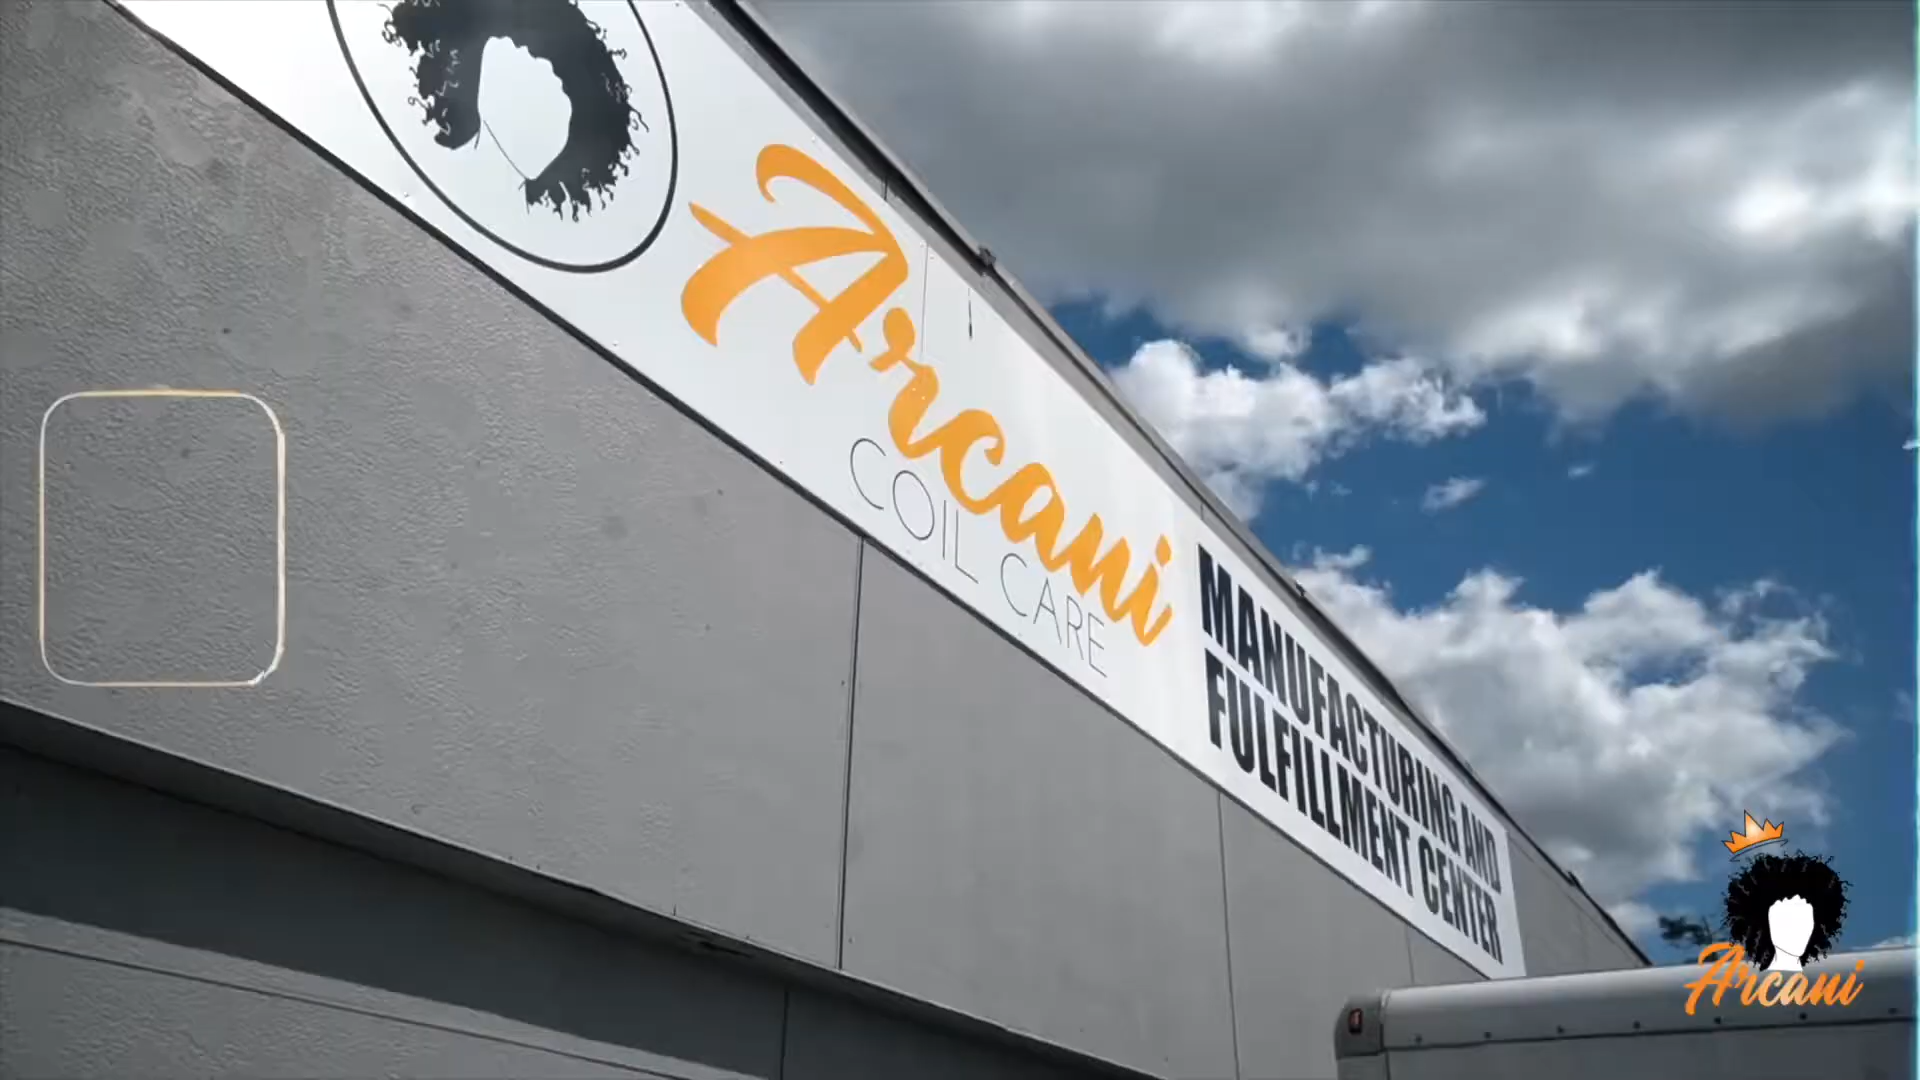 Arcani
COIL CARE
MANUFACTURING AND
FULFILLMENT CENTER
Arcani